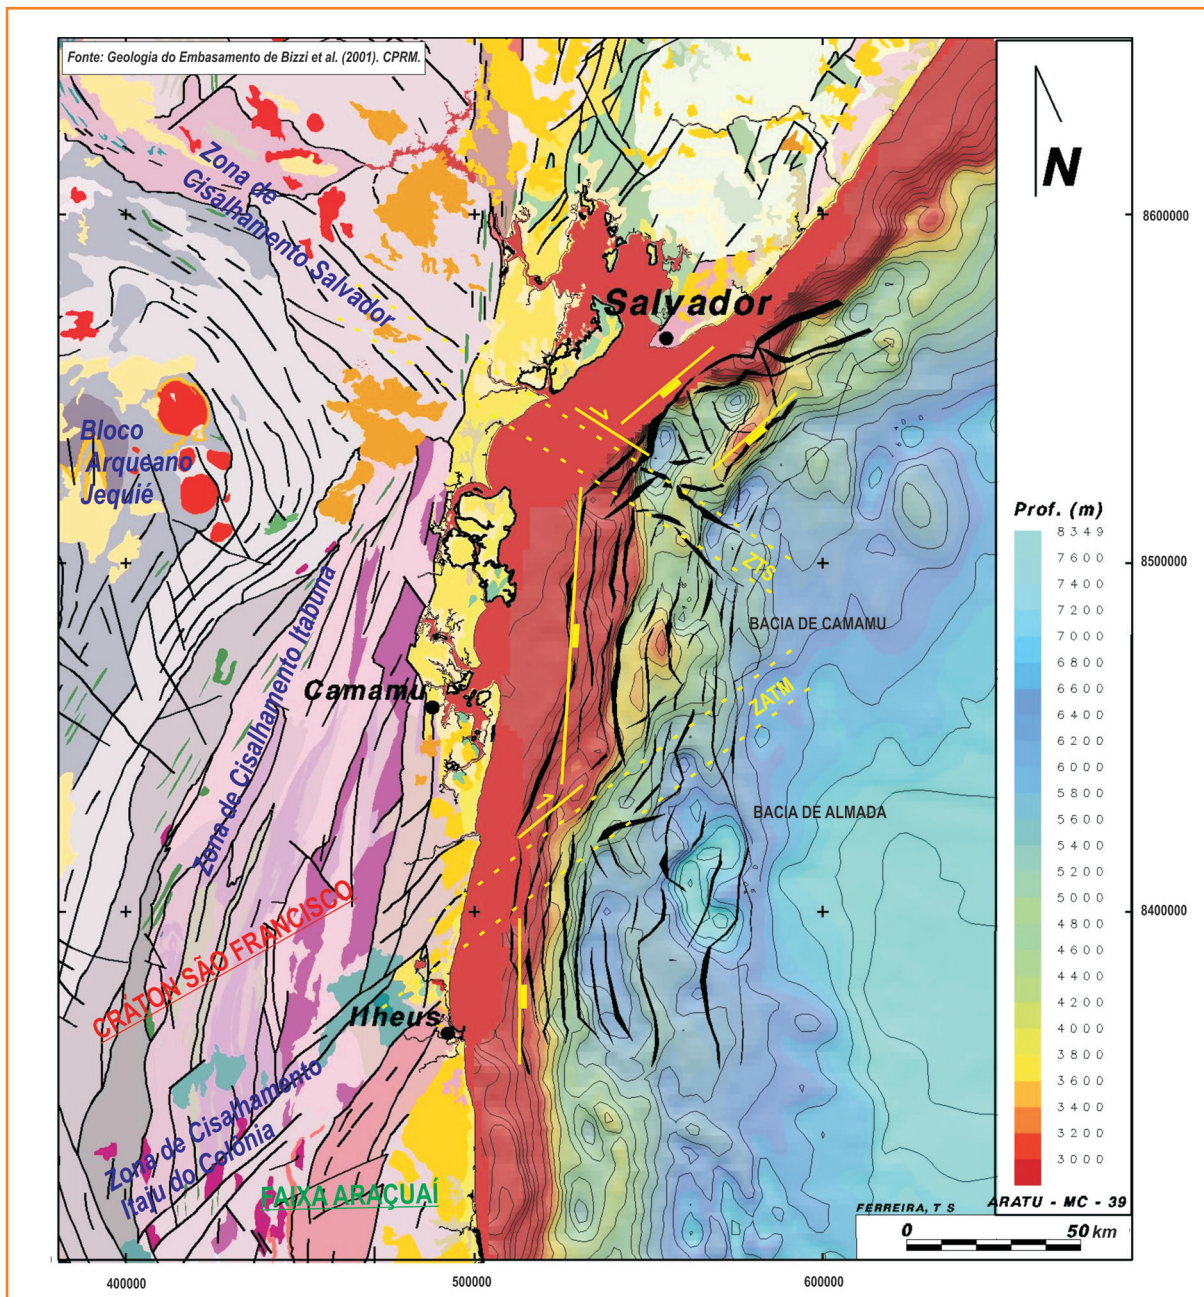 Fonte: Geologia do Embasamento de Bizzi et al. (2001). CPRM.
N
8600000
Zona de
Cisalhamento Salvador
Salvador
Bloco
Arqueano
Jequié
Prof. (m)
8349
7600
7400
7200
7000
6800
6600
6400
6200
6000
5800
5600
5400
5200
5000
4800
4600
4400
4200
4000
3800
3600
3400
3200
3000
8500000
ZTS
BACIA DE CAMAMU
Zona de Cisalhamento Itabuna
Camamu
ZATM
BACIA DE ALMADA
8400000
CRÁTON SÃO FRANCISCO
Ilheus
Zona de Cisalhamento
Itaju do Colônia
FAIXA ARAÇUAÍ
FERREIRA, T S
ARATU - MC - 39
0 50 km
400000 500000 600000